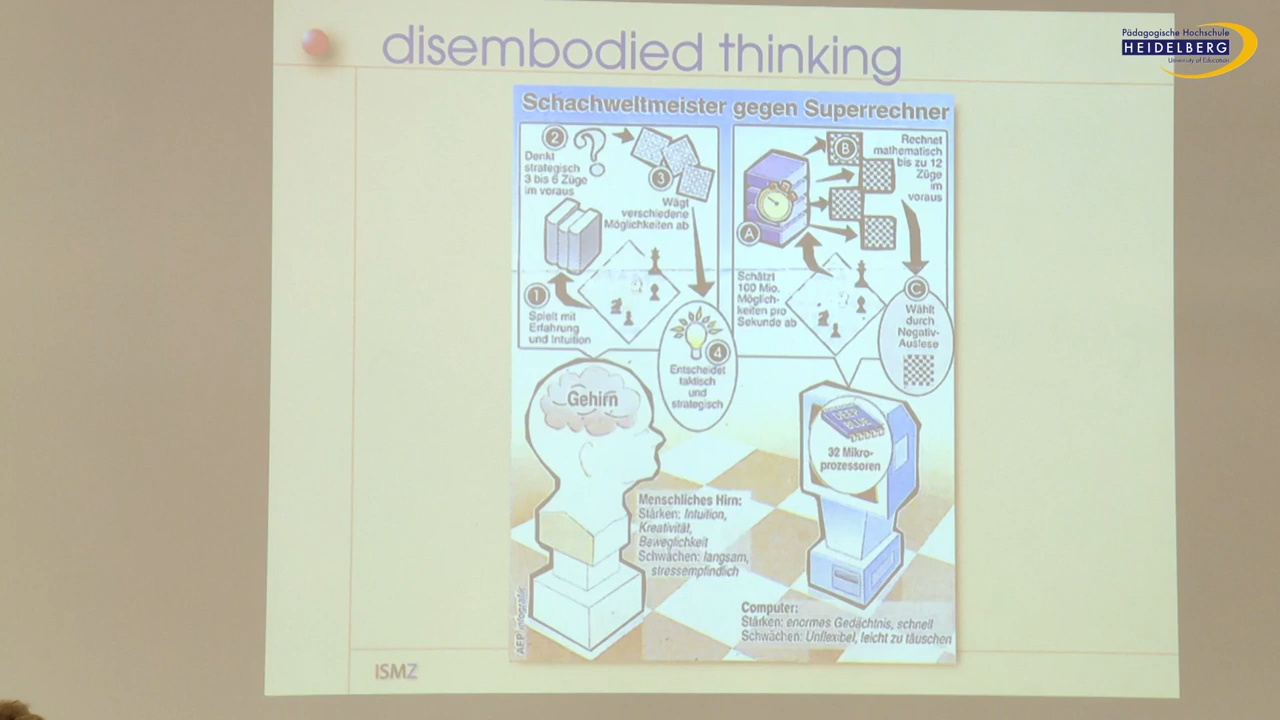 disembodied thinking
Pädagogische Hochschule
HEIDELBERG
University of Education
Schachweltmeister gegen Superrechner
2
Denkt
strategisch
3 bis 6 Züge
im voraus
3
Wägt
verschiedene
Möglichkeiten ab
1
Spielt mit
Erfahrung
und Intuition
4
Entscheidet
taktisch
und
strategisch
Gehirn
Menschliches Hirn:
Stärken: Intuition,
Kreativität,
Beweglichkeit
Schwächen: langsam,
stressempfindlich
A
B
Rechnet
mathematisch
bis zu 12
Züge
im
voraus
Schätzt
100 Mio.
Möglich-
keiten pro
Sekunde ab
C
Wählt
durch
Negativ-
Auslese
DEEP
BLUE
32 Mikro-
prozessoren
Computer:
Stärken: enormes Gedächtnis, schnell
Schwächen: Unflexibel, leicht zu täuschen
AFP infografik
ISMZ